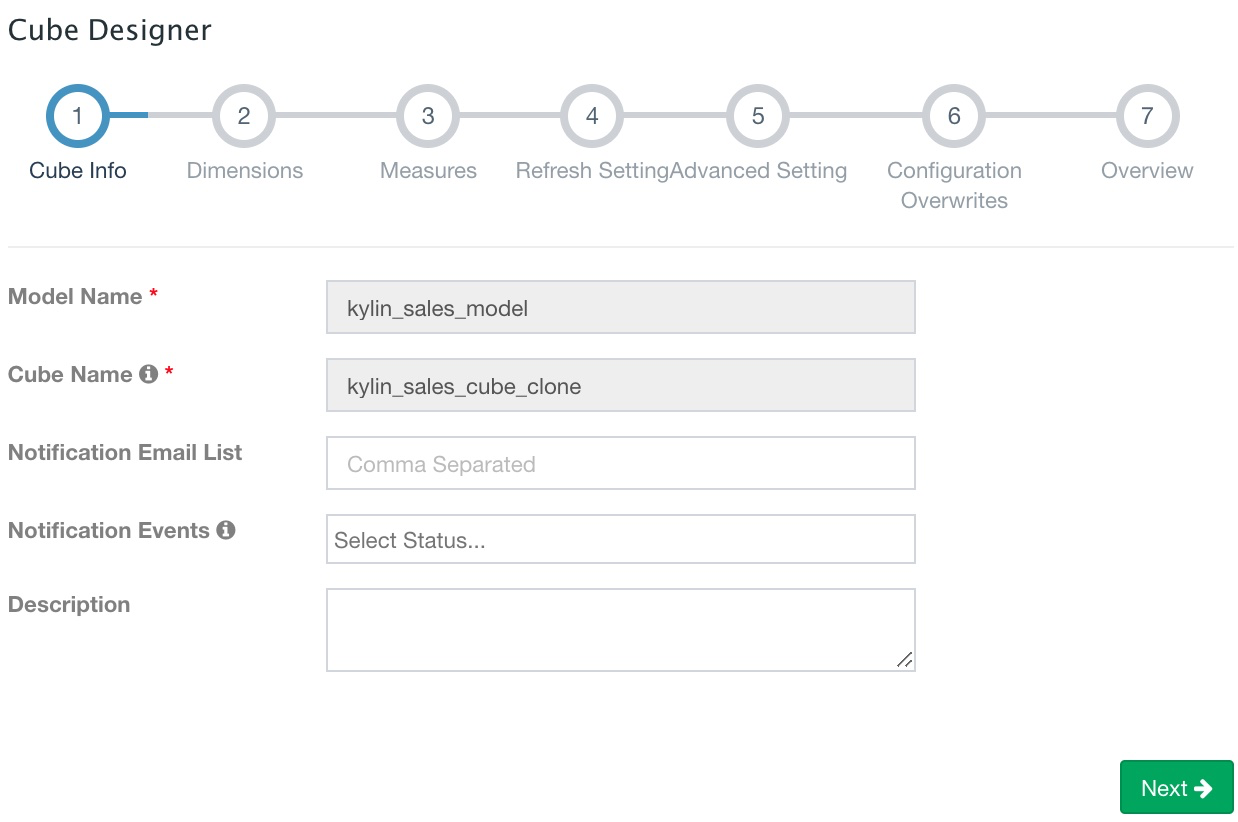 Cube Designer
1 2 3 4 5 6 7
Cube Info Dimensions Measures Refresh Setting Advanced Setting Configuration Overview
Overwrites
Model Name * kylin_sales_model
Cube Name * kylin_sales_cube_clone
Notification Email List Comma Separated
Notification Events Select Status...
Description
Next